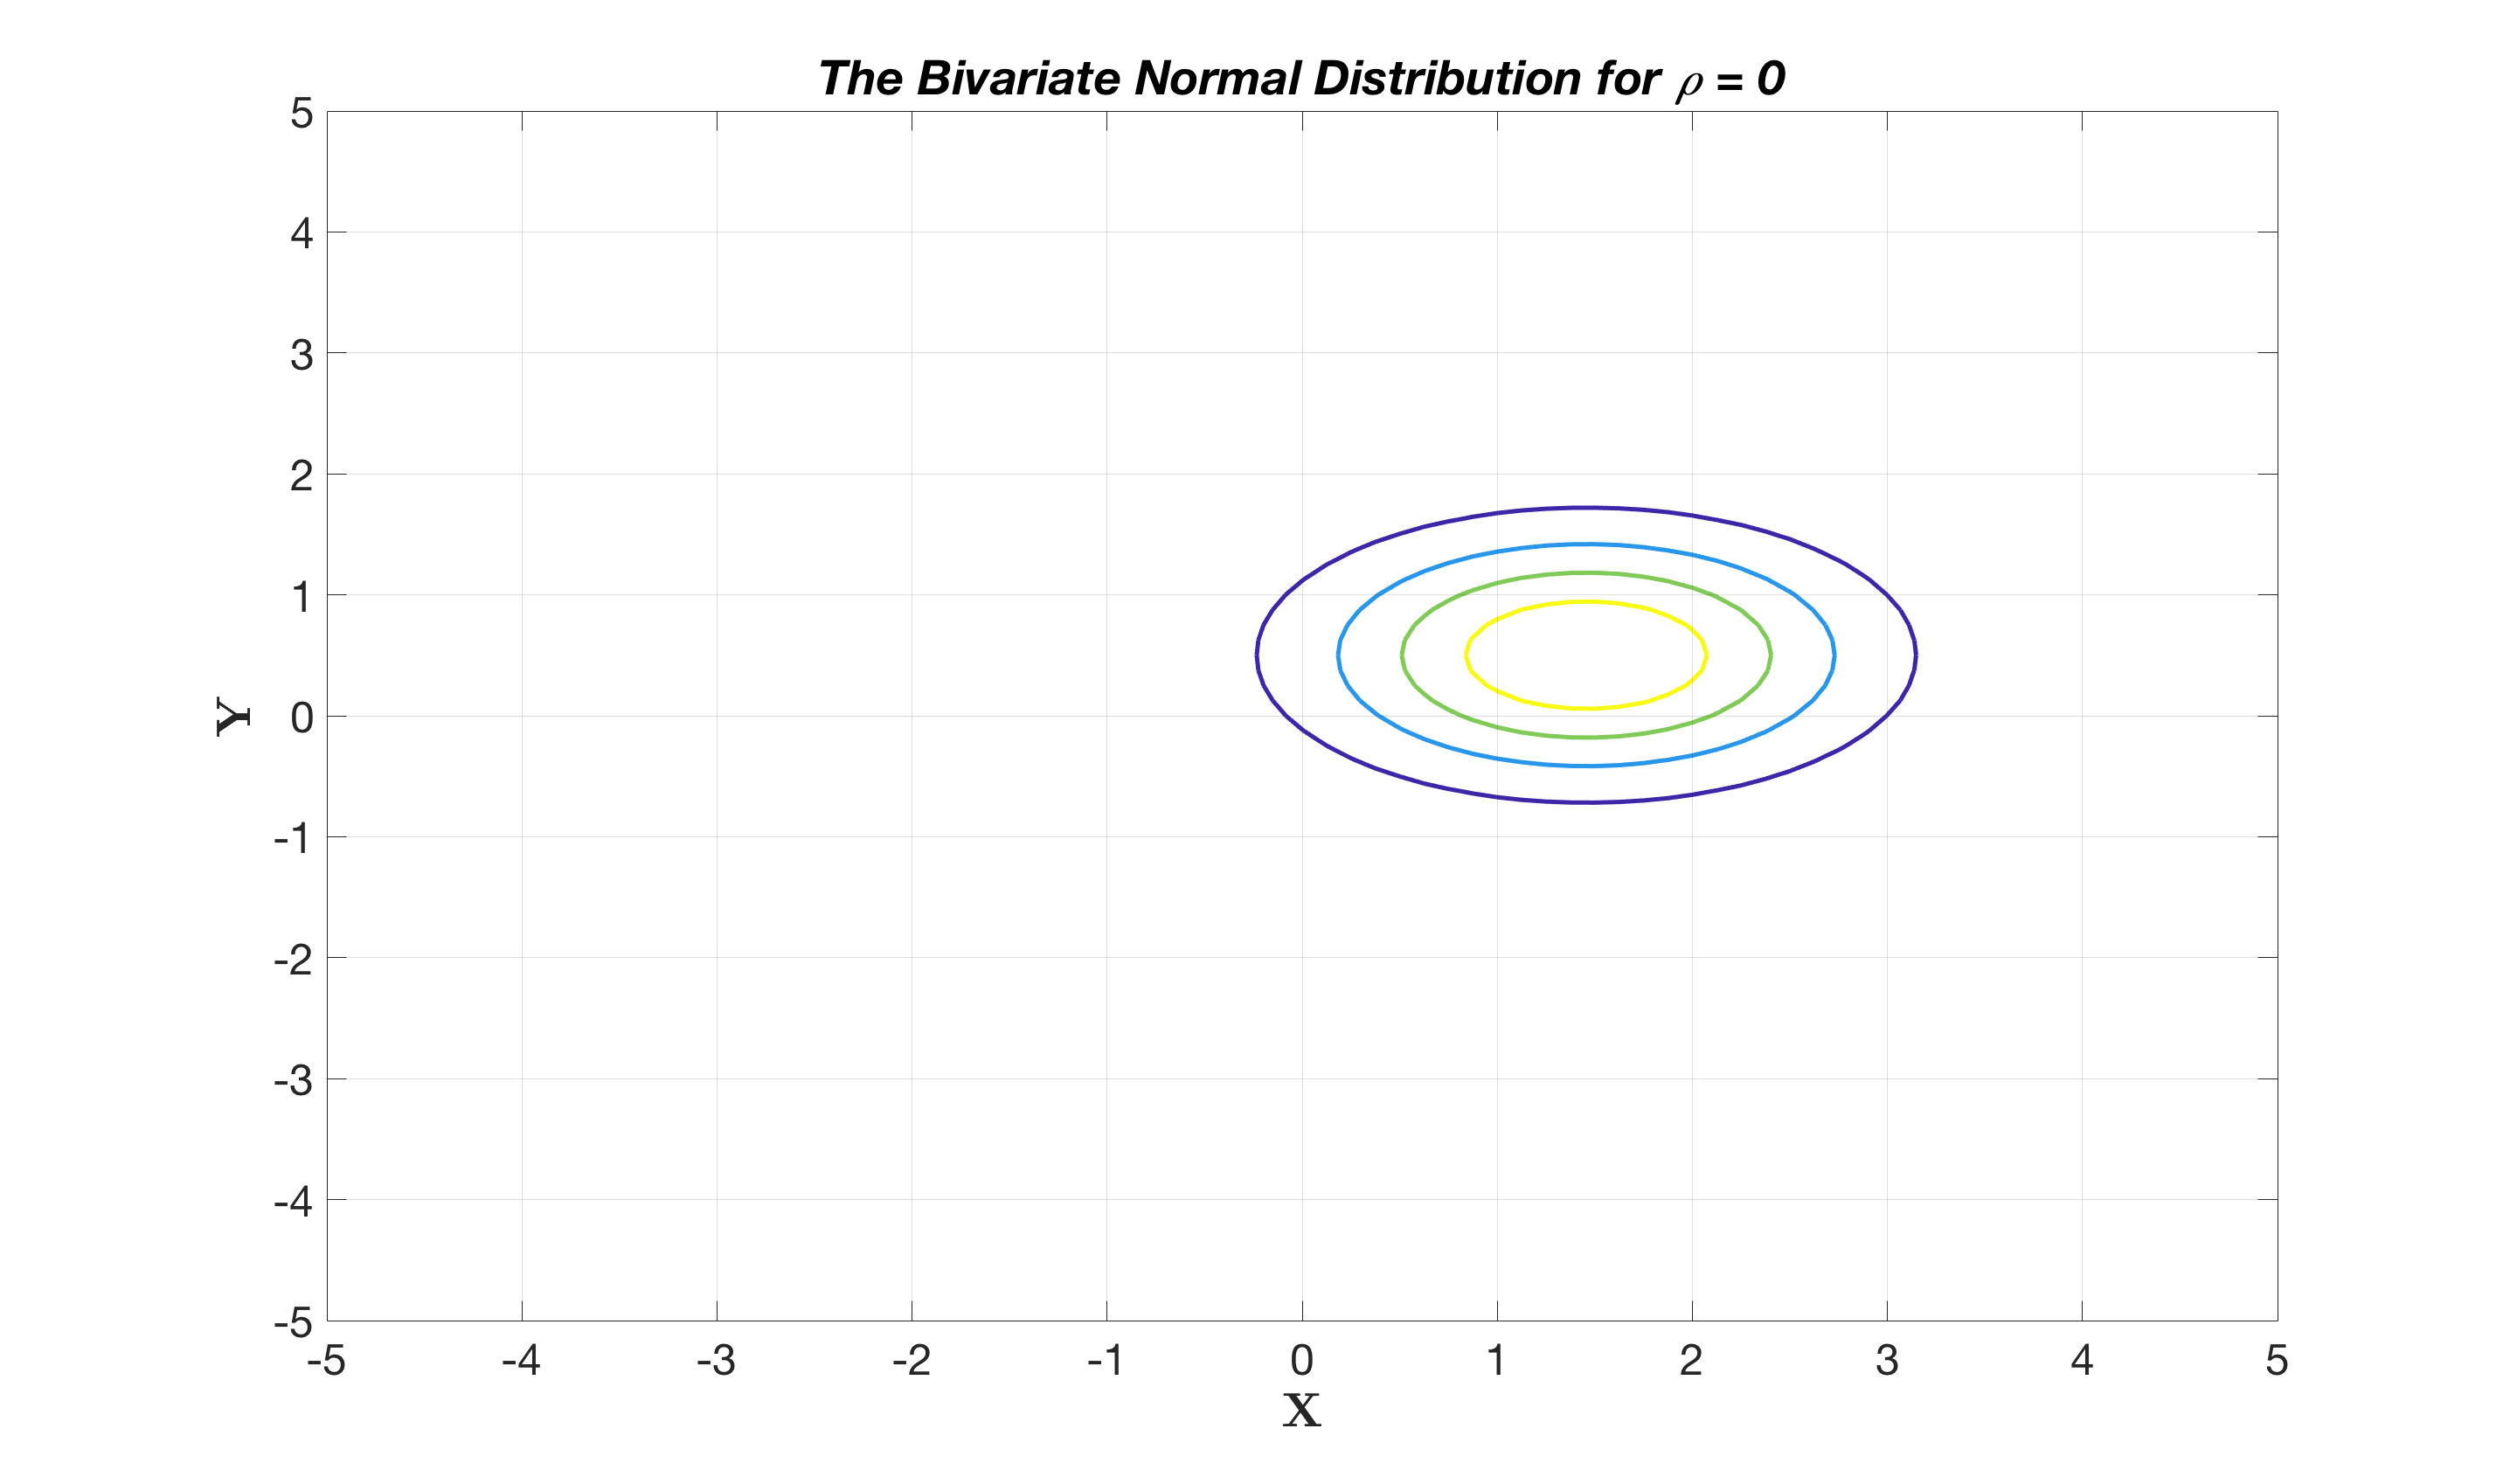 The Bivariate Normal Distribution for ρ = 0
5
4
3
2
1
0
-1
-2
-3
-4
-5
Y
-5 -4 -3 -2 -1 0 1 2 3 4 5
X